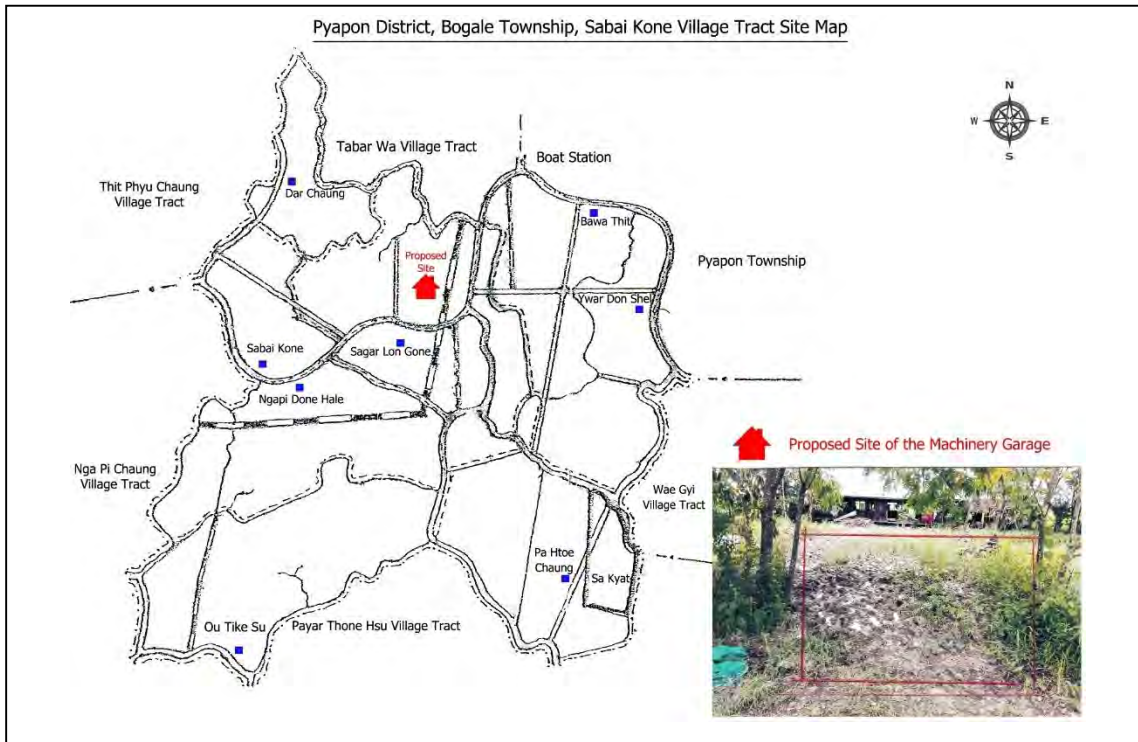 Pyapon District, Bogale Township, Sabai Kone Village Tract Site Map
N
W
E
S
Tabar Wa Village Tract
Boat Station
Thit Phyu Chaung
Village Tract
Dar Chaung
Bawa Thit
Proposed
Site
Pyapon Township
Ywar Don She
Sabai Kone
Sagar Lon Gone
Ngapi Done Hale
Proposed Site of the Machinery Garage
Nga Pi Chaung
Village Tract
Wae Gyi
Village Tract
Pa Htoe
Chaung
Sa Kyat
Ou Tike Su
Payar Thone Hsu Village Tract